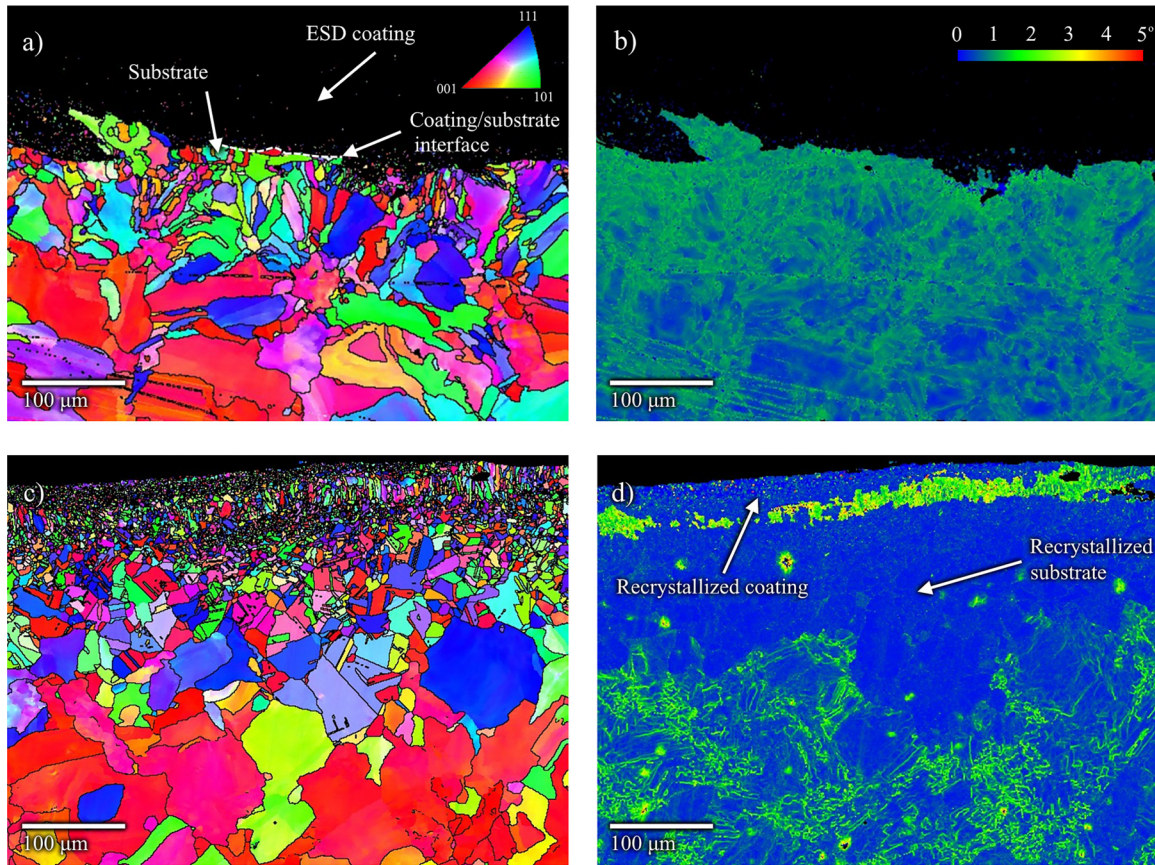 a)
ESD coating
111
001
101
Substrate
Coating/substrate
interface
100 µm
b)
0 1 2 3 4 5º
100 µm
c)
100 µm
d)
Recrystallized coating
Recrystallized
substrate
100 µm